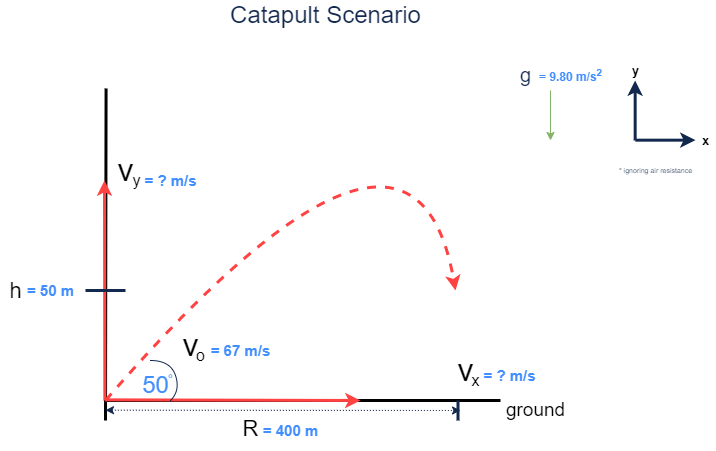 Catapult Scenario
g = 9.80 m/s²
y
x
* ignoring air resistance
Vy = ? m/s
h = 50 m
Vo = 67 m/s
50°
Vx = ? m/s
ground
R = 400 m